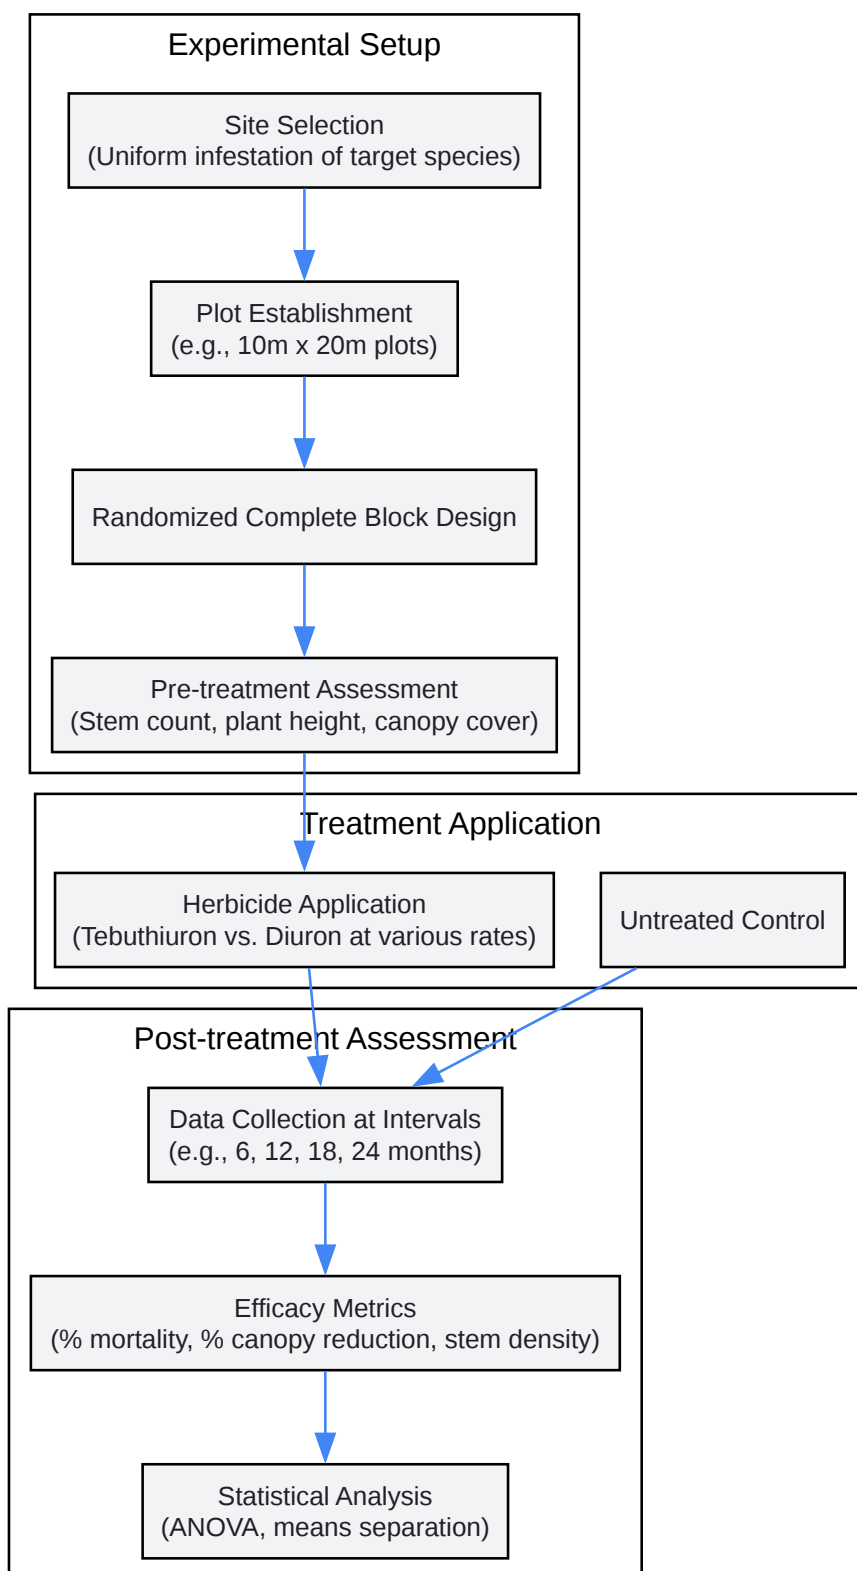 Experimental Setup
Site Selection
(Uniform infestation of target species)
Plot Establishment
(e.g., 10m x 20m plots)
Randomized Complete Block Design
Pre-treatment Assessment
(Stem count, plant height, canopy cover)
Treatment Application
Herbicide Application
(Tebuthiuron vs. Diuron at various rates)
Untreated Control
Post-treatment Assessment
Data Collection at Intervals
(e.g., 6, 12, 18, 24 months)
Efficacy Metrics
(% mortality, % canopy reduction, stem density)
Statistical Analysis
(ANOVA, means separation)